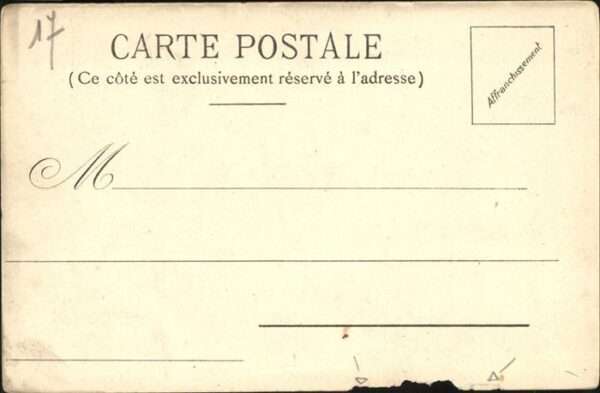 17
CARTE POSTALE
(Ce côté est exclusivement réservé à l'adresse)
Affranchissement
M